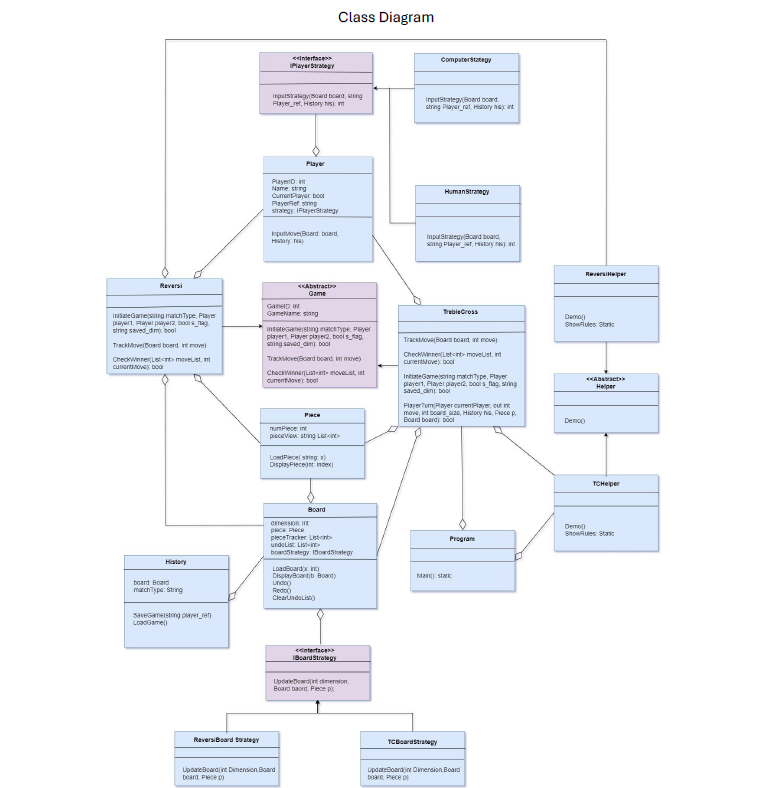 Class Diagram
<<Interface>>
IPlayerStrategy
InputStrategy(Board board, string
Player_ref, History his): int
ComputerStategy
InputStrategy(Board board,
string Player_ref, History his): int
Player
PlayerID: int
Name: string
CurrentPlayer: bool
PlayerRef: string
strategy: IPlayerStrategy
InputMove(Board: board,
History: his)
HumanStrategy
InputStrategy(Board board,
string Player_ref, History his): int
Reversi
InitiateGame(string matchType, Player
player1, Player player2, bool s_flag,
string saved_dim): bool
TrackMove(Board board, int move)
CheckWinner(List<int> moveList, int
currentMove): bool
<<Abstract>>
Game
GameID: int
GameName: string
InitiateGame(string matchType, Player
player1, Player player2, bool s_flag,
string saved_dim): bool
TrackMove(Board board, int move)
CheckWinner(List<int> moveList, int
currentMove): bool
TrebleCross
TrackMove(Board board, int move)
CheckWinner(List<int> moveList, int
currentMove): bool
InitiateGame(string matchType, Player
player1, Player player2, bool s_flag, string
saved_dim): bool
PlayerTurn(Player currentPlayer, out int
move, int board_size, History his, Piece p,
Board board): bool
ReversiHelper
Demo()
ShowRules: Static
<<Abstract>>
Helper
Demo()
Piece
numPiece: int
pieceView: string List<int>
LoadPiece( string: x)
DisplayPiece(int: index)
TCHelper
Demo()
ShowRules: Static
Board
dimension: int
piece: Piece
pieceTracker: List<int>
undoList: List<int>
boardStrategy: IBoardStrategy
LoadBoard(x: int)
DisplayBoard(b: Board)
Undo()
Redo()
ClearUndoList()
Program
Main(): static
History
board: Board
matchType: String
SaveGame(string player_ref)
LoadGame()
<<Interface>>
IBoardStrategy
UpdateBoard(int dimension,
Board baord, Piece p);
ReversiBoard Strategy
UpdateBoard(int Dimension,Board
board, Piece p)
TCBoardStrategy
UpdateBoard(int Dimension,Board
board, Piece p)